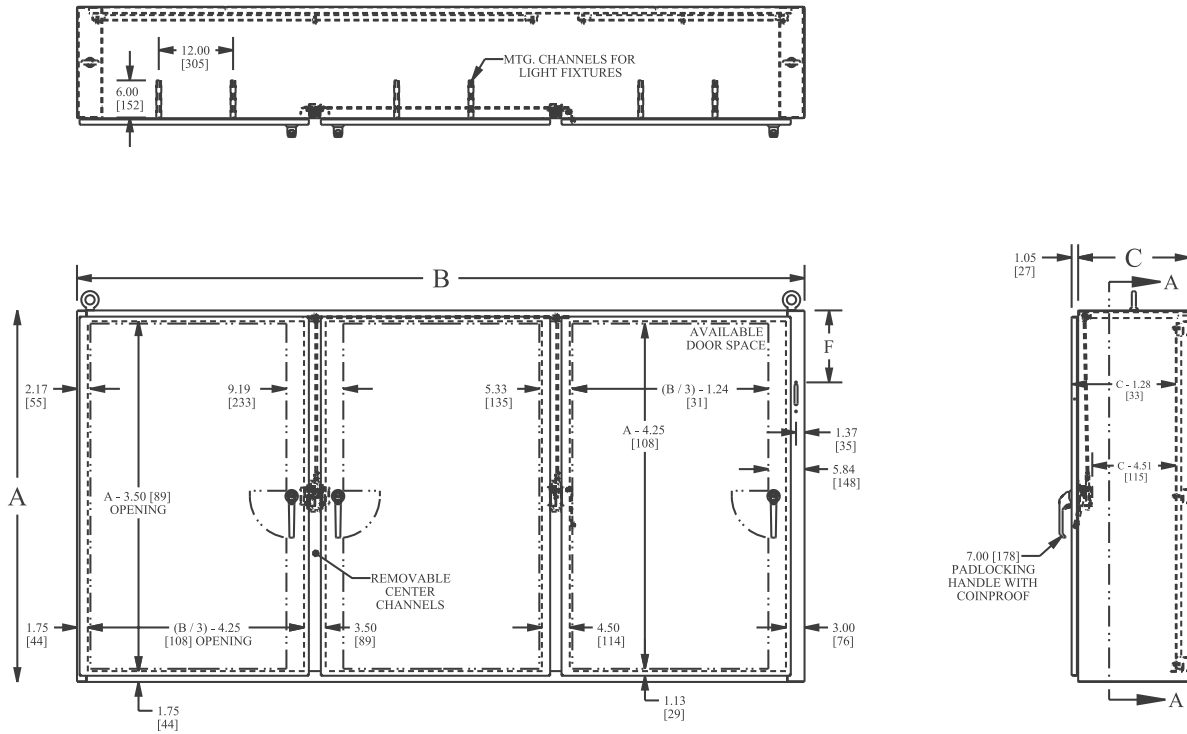 12.00
[305]
MTG. CHANNELS FOR
LIGHT FIXTURES
6.00
[152]
B
1.05
[27]
C
A
AVAILABLE
DOOR SPACE
F
2.17
[55]
9.19
[233]
5.33
[135]
(B / 3) - 1.24
[31]
C - 1.28
[33]
A - 4.25
[108]
1.37
[35]
5.84
[148]
C - 4.51
[115]
A
A - 3.50 [89]
OPENING
7.00 [178]
PADLOCKING
HANDLE WITH
COINPROOF
REMOVABLE
CENTER
CHANNELS
1.75
[44]
(B / 3) - 4.25
[108] OPENING
3.50
[89]
4.50
[114]
3.00
[76]
1.75
[44]
1.13
[29]
A